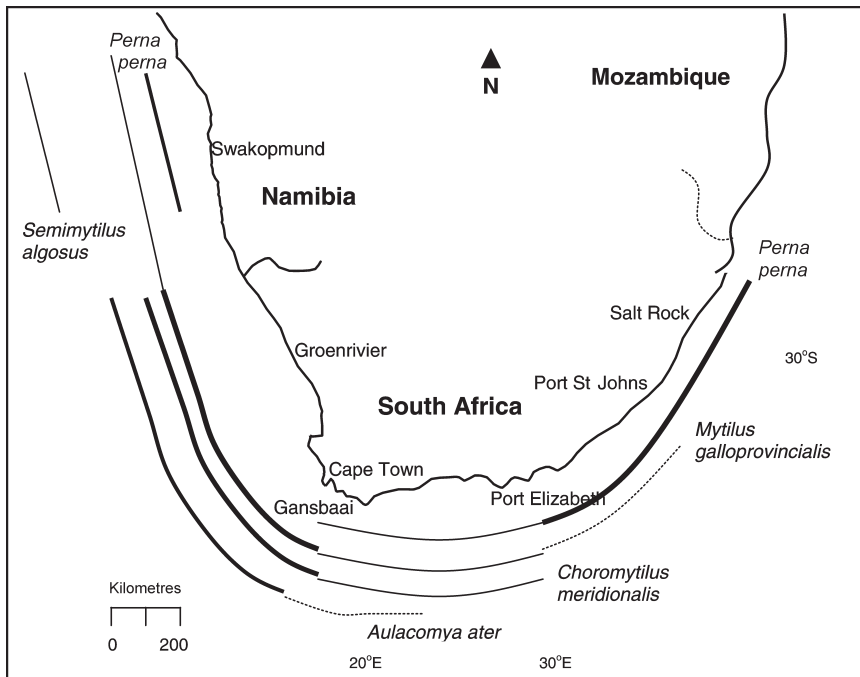 Perna
perna
N
Mozambique
Swakopmund
Namibia
Semimytilus
algosus
Perna
perna
Salt Rock
Groenrivier
30°S
Port St Johns
South Africa
Mytilus
galloprovincialis
Cape Town
Gansbaai
Port Elizabeth
Choromytilus
meridionalis
Kilometres
0 200
Aulacomya ater
20°E
30°E